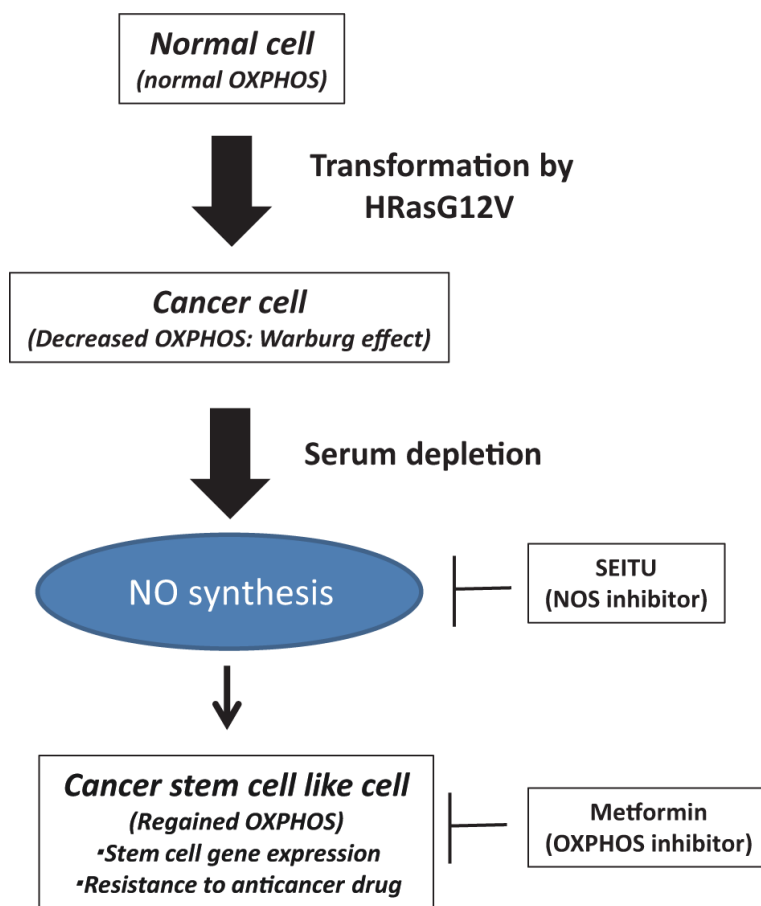 Normal cell
(normal OXPHOS)
Transformation by
HRasG12V
Cancer cell
(Decreased OXPHOS: Warburg effect)
Serum depletion
NO synthesis
SEITU
(NOS inhibitor)
Cancer stem cell like cell
(Regained OXPHOS)
・Stem cell gene expression
・Resistance to anticancer drug
Metformin
(OXPHOS inhibitor)